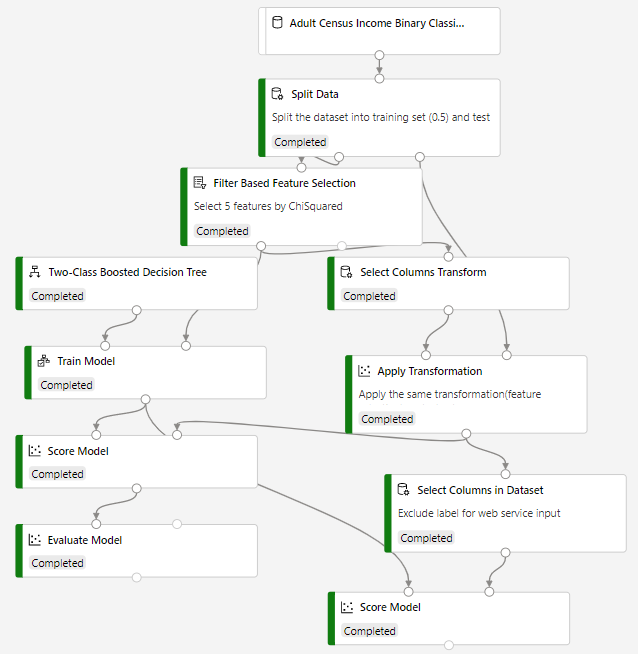 Adult Census Income Binary Classi...
Split Data
Split the dataset into training set (0.5) and test
Completed
Filter Based Feature Selection
Select 5 features by ChiSquared
Completed
Two-Class Boosted Decision Tree
Completed
Select Columns Transform
Completed
Train Model
Completed
Apply Transformation
Apply the same transformation(feature
Completed
Score Model
Completed
Select Columns in Dataset
Exclude label for web service input
Completed
Evaluate Model
Completed
Score Model
Completed